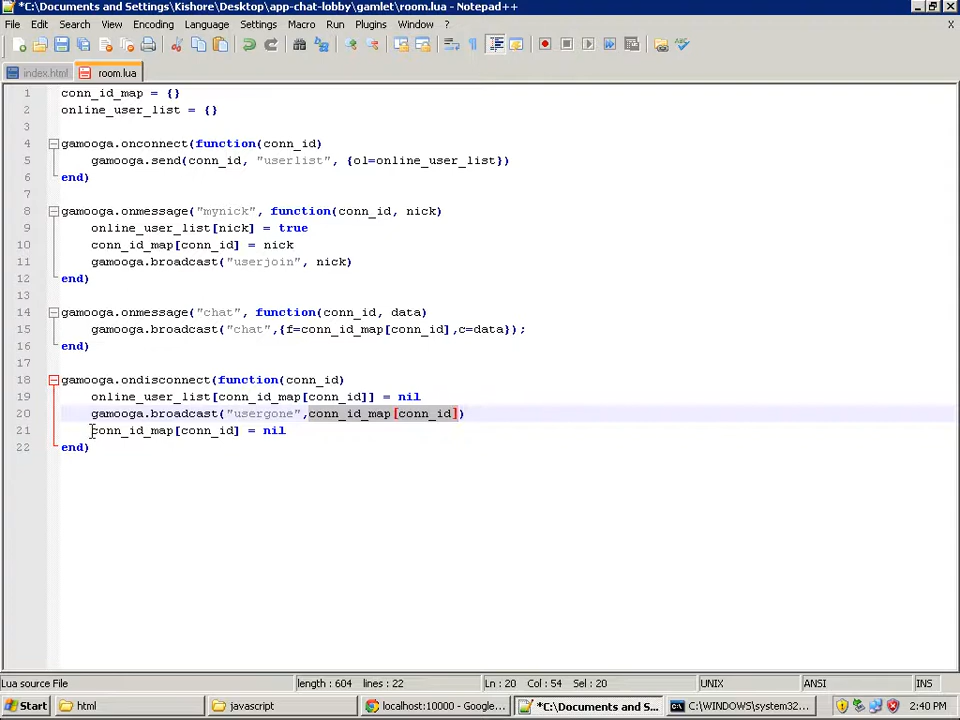 *C:\Documents and Settings\Kishore\Desktop\app-chat-lobby\gamlet\room.lua - Notepad++
File Edit Search View Encoding Language Settings Macro Run Plugins Window ? X
index.html room.lua
1 conn_id_map = {}
2 online_user_list = {}
3
4 gamooga.onconnect(function(conn_id)
5 gamooga.send(conn_id, "userlist", {ol=online_user_list})
6 end)
7
8 gamooga.onmessage("mynick", function(conn_id, nick)
9 online_user_list[nick] = true
10 conn_id_map[conn_id] = nick
11 gamooga.broadcast("userjoin", nick)
12 end)
13
14 gamooga.onmessage("chat", function(conn_id, data)
15 gamooga.broadcast("chat",{f=conn_id_map[conn_id],c=data});
16 end)
17
18 gamooga.ondisconnect(function(conn_id)
19 online_user_list[conn_id_map[conn_id]] = nil
20 gamooga.broadcast("usergone",conn_id_map[conn_id])
21 conn_id_map[conn_id] = nil
22 end)
Lua source File length : 604 lines : 22 Ln : 20 Col : 54 Sel : 20 UNIX ANSI INS
Start html javascript localhost:10000 - Google... *C:\Documents and S... C:\WINDOWS\system32... 2:40 PM